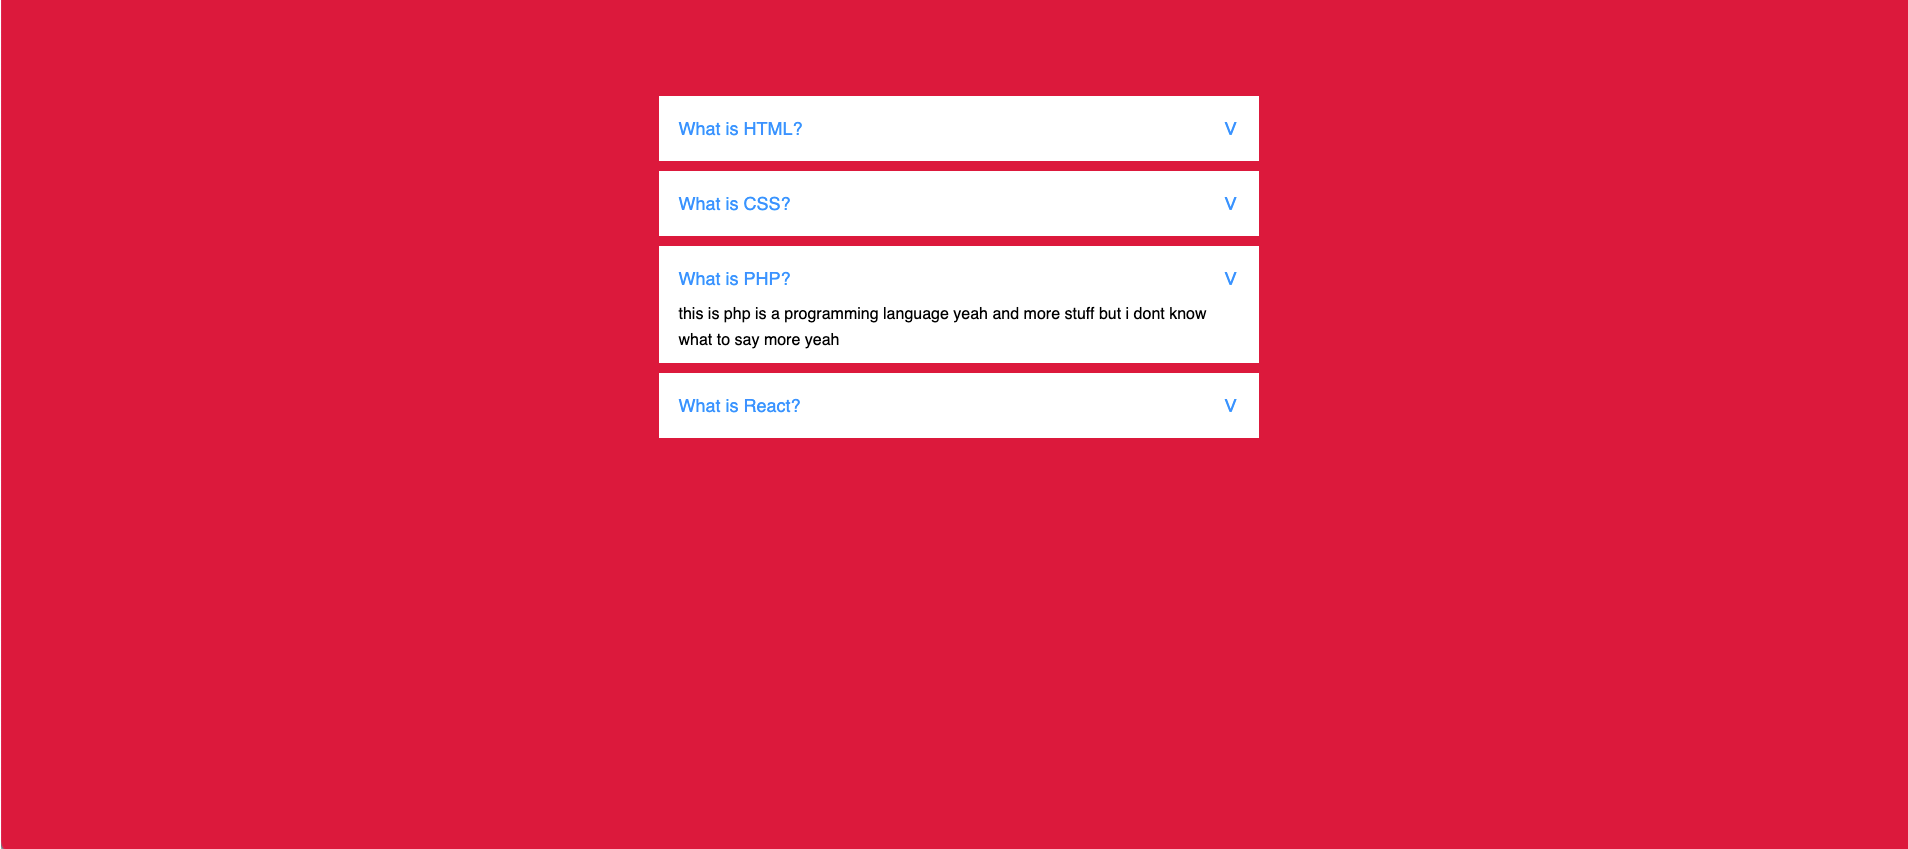 What is HTML? V
What is CSS? V
What is PHP? V
this is php is a programming language yeah and more stuff but i dont know
what to say more yeah
What is React? V